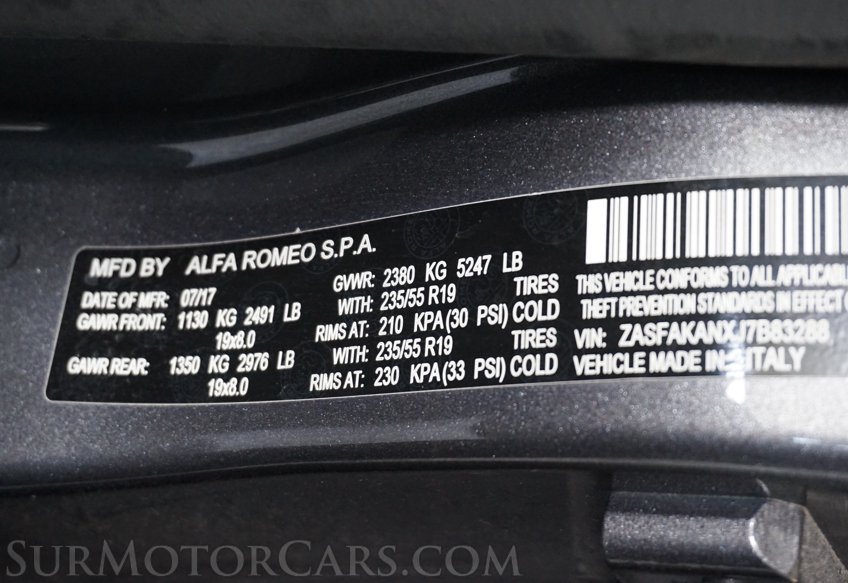 MFD BY ALFA ROMEO S.P.A.
DATE OF MFR: 07/17 GVWR: 2380 KG 5247 LB
GAWR FRONT: 1130 KG 2491 LB WITH: 235/55 R19 TIRES
19x8.0 RIMS AT: 210 KPA(30 PSI) COLD
GAWR REAR: 1350 KG 2976 LB WITH: 235/55 R19 TIRES
19x8.0 RIMS AT: 230 KPA(33 PSI) COLD
THIS VEHICLE CONFORMS TO ALL APPLICABLE
THEFT PREVENTION STANDARDS IN EFFECT
VIN: ZASFAKANXJ7B83288
VEHICLE MADE IN: ITALY
SurMotorCars.com